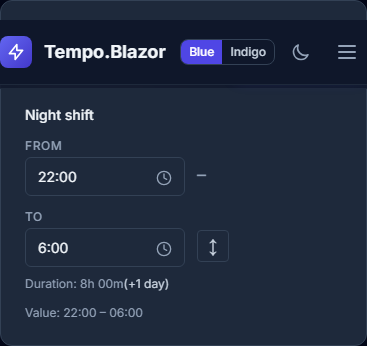 Tempo.Blazor Blue Indigo
Night shift
FROM
22:00 –
TO
6:00
Duration: 8h 00m(+1 day)
Value: 22:00 – 06:00